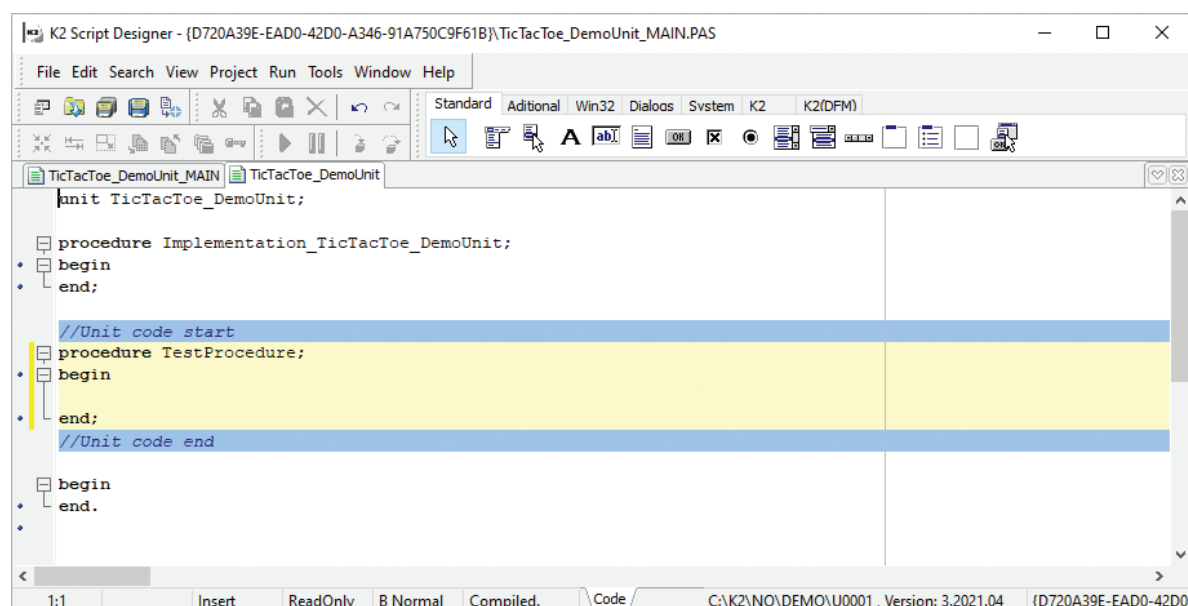 K2 Script Designer - {D720A39E-EAD0-42D0-A346-91A750C9F61B}\TicTacToe_DemoUnit_MAIN.PAS
File Edit Search View Project Run Tools Window Help
Standard Aditional Win32 Dialogs System K2 K2(DFM)
A abI OK
TicTacToe_DemoUnit_MAIN TicTacToe_DemoUnit
unit TicTacToe_DemoUnit;
procedure Implementation_TicTacToe_DemoUnit;
begin
end;
//Unit code start
procedure TestProcedure;
begin
end;
//Unit code end
begin
end.
1:1 Insert ReadOnly B Normal Compiled. \Code/ C:\K2\NO\DEMO\U0001 . Version: 3.2021.04 {D720A39E-EAD0-42D0